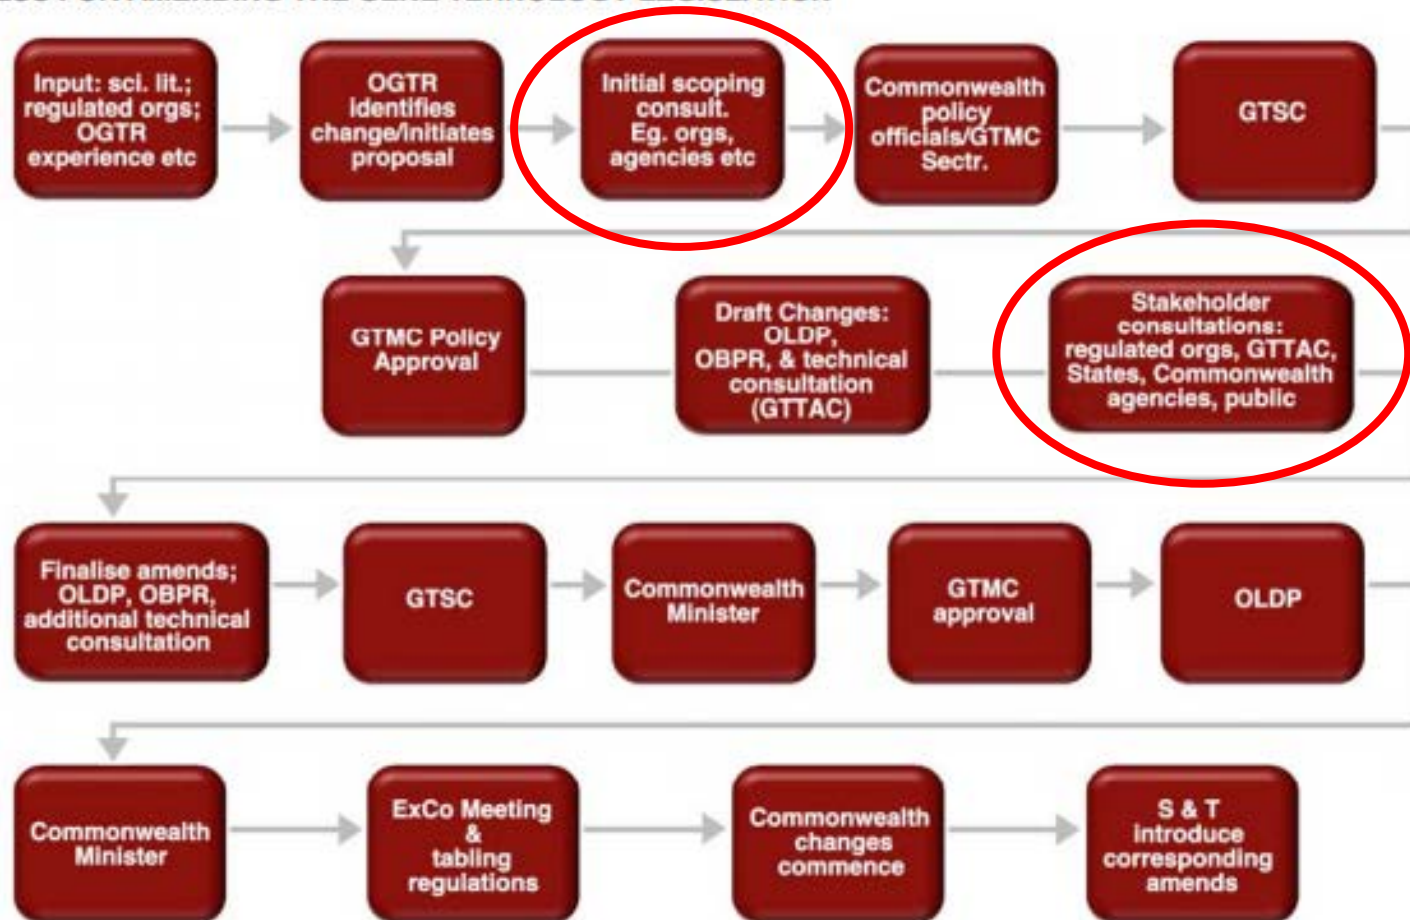 Input: sci. lit.;
regulated orgs;
OGTR
experience etc
OGTR
identifies
change/Initiates
proposal
Initial scoping
consult.
Eg. orgs,
agencies etc
Commonwealth
policy
officials/GTMC
Sectr.
GTSC
GTMC Policy
Approval
Draft Changes:
OLDP,
OBPR, & technical
consultation
(GTTAC)
Stakeholder
consultations:
regulated orgs, GTTAC,
States, Commonwealth
agencies, public
Finalise amends;
OLDP, OBPR,
additional technical
consultation
GTSC
Commonwealth
Minister
GTMC
approval
OLDP
Commonwealth
Minister
ExCo Meeting
&
tabling
regulations
Commonwealth
changes
commence
S & T
introduce
corresponding
amends